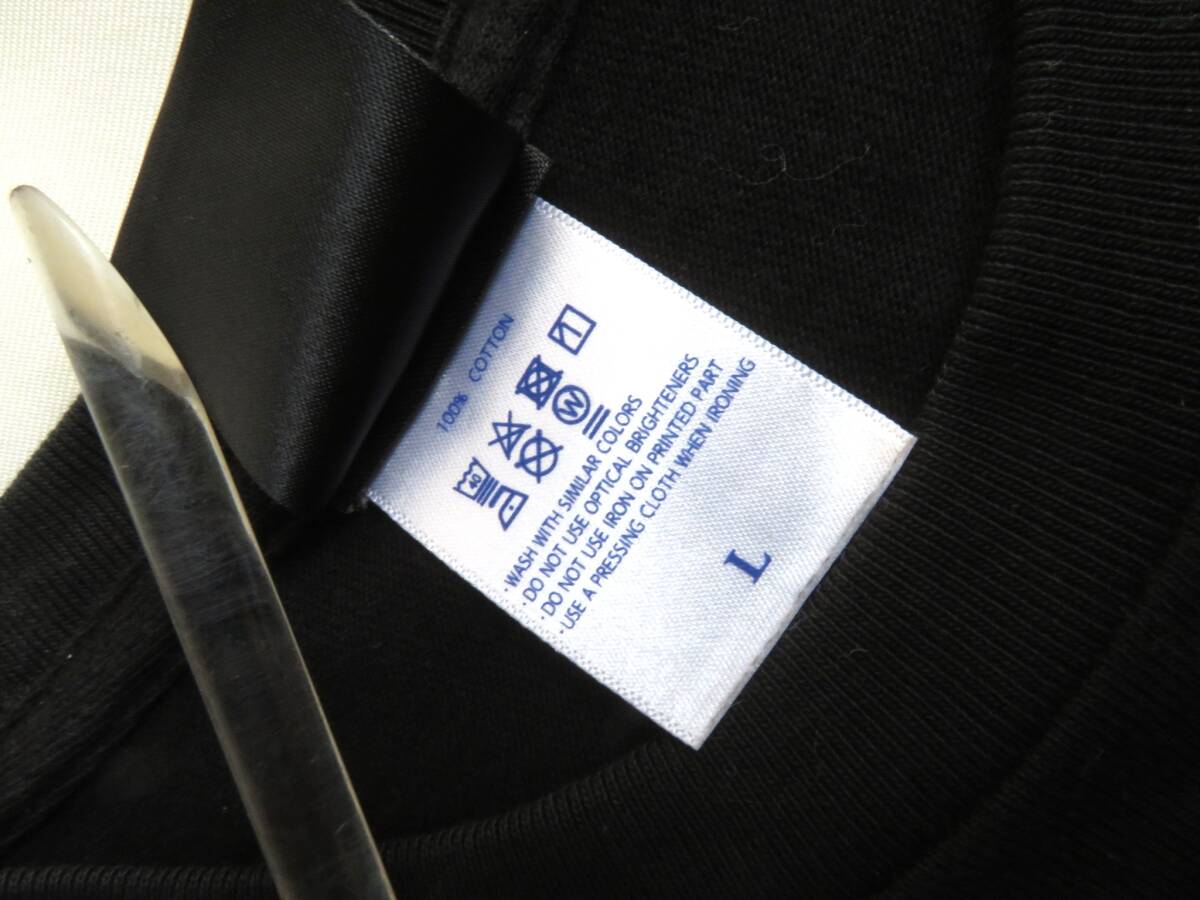 100% COTTON
40
W
·WASH WITH SIMILAR COLORS
·DO NOT USE OPTICAL BRIGHTENERS
·DO NOT USE IRON ON PRINTED PART
·USE A PRESSING CLOTH WHEN IRONING
L